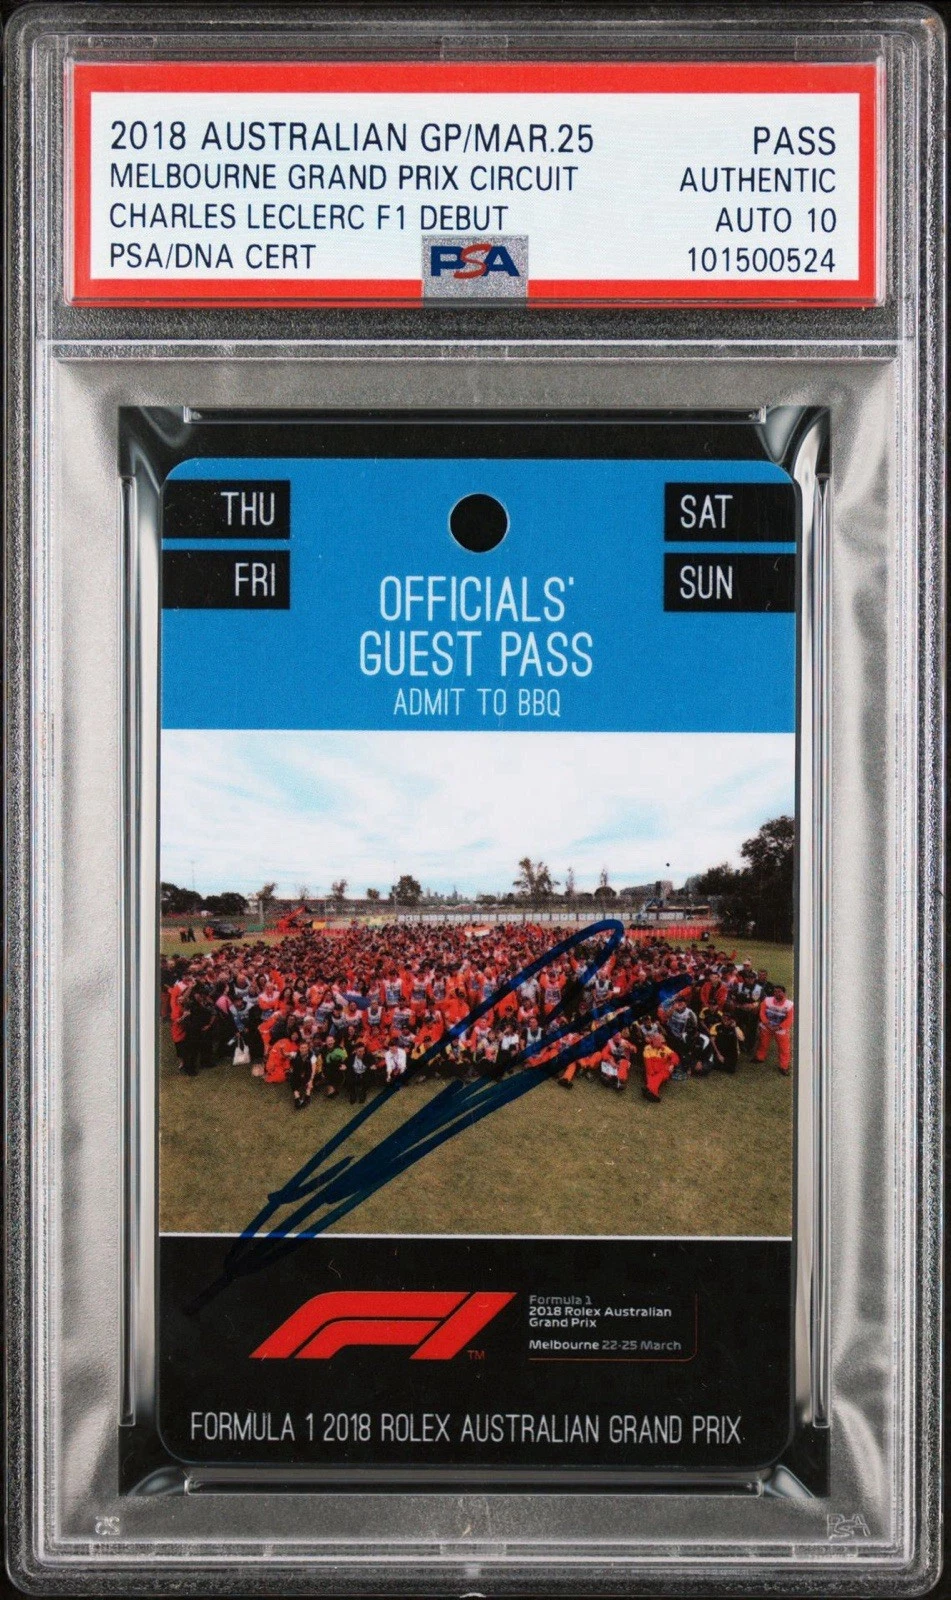 2018 AUSTRALIAN GP/MAR.25 PASS
MELBOURNE GRAND PRIX CIRCUIT AUTHENTIC
CHARLES LECLERC F1 DEBUT AUTO 10
PSA/DNA CERT PSA 101500524
THU SAT
FRI SUN
OFFICIALS'
GUEST PASS
ADMIT TO BBQ
F1 TM
Formula 1
2018 Rolex Australian
Grand Prix
Melbourne 22-25 March
FORMULA 1 2018 ROLEX AUSTRALIAN GRAND PRIX
PSA